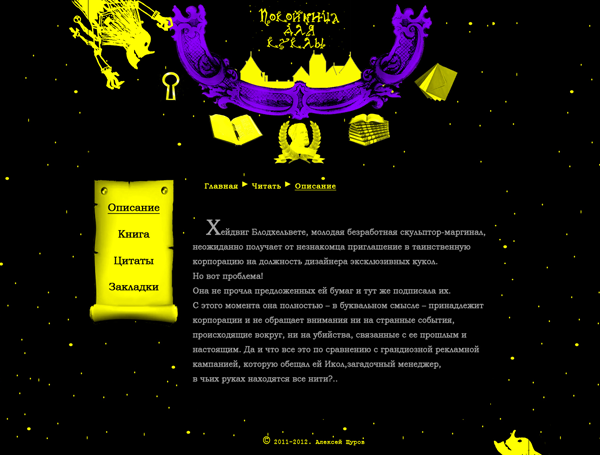 Покойница
для
куклы
Главная Читать Описание
Описание
Книга
Цитаты
Закладки
Хейдвиг Блодхельвете, молодая безработная скульптор-маргинал,
неожиданно получает от незнакомца приглашение в таинственную
корпорацию на должность дизайнера эксклюзивных кукол.
Но вот проблема!
Она не прочла предложенных ей бумаг и тут же подписала их.
С этого момента она полностью – в буквальном смысле – принадлежит
корпорации и не обращает внимания ни на странные события,
происходящие вокруг, ни на убийства, связанные с ее прошлым и
настоящим. Да и что все это по сравнению с грандиозной рекламной
кампанией, которую обещал ей Икол,загадочный менеджер,
в чьих руках находятся все нити?..
© 2011-2012. Алексей Щуров